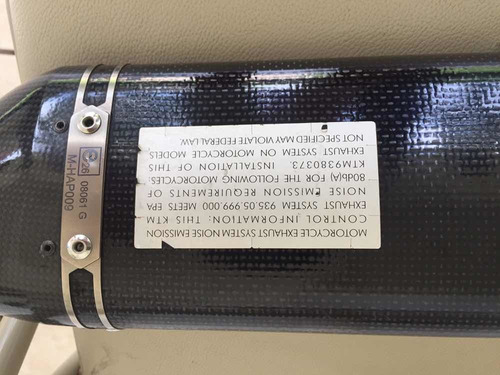 MOTORCYCLE EXHAUST SYSTEM NOISE EMISSION
CONTROL INFORMATION: THIS KTM
EXHAUST SYSTEM 935.05.999.000 MEETS EPA
NOISE EMISSION REQUIREMENTS OF
80db(A) FOR THE FOLLOWING MOTORCYCLES
KTM9380373. INSTALLATION OF THIS
EXHAUST SYSTEM ON MOTORCYCLE MODELS
NOT SPECIFIED MAY VIOLATE FEDERAL LAW.
08061 G
M-HAP009